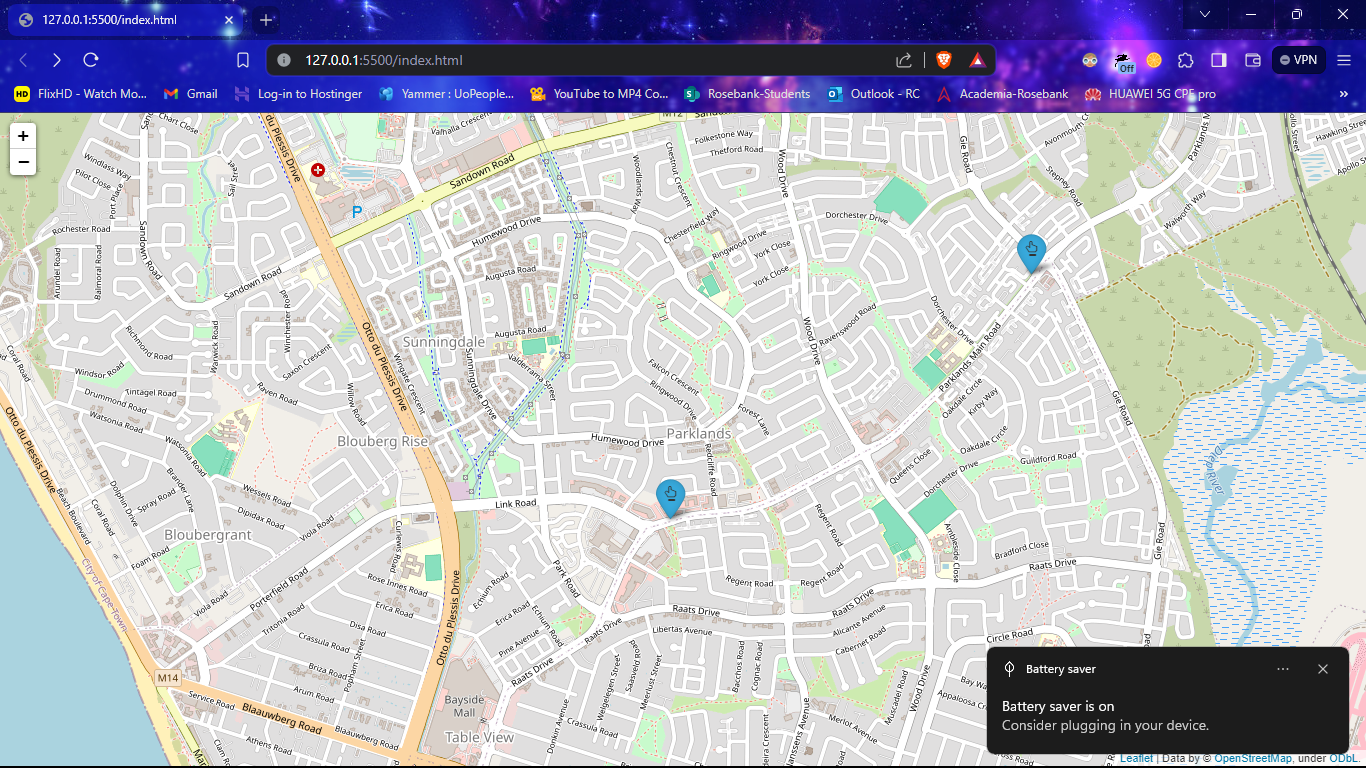 127.0.0.1:5500/index.html
127.0.0.1:5500/index.html
Off
VPN
HD FlixHD - Watch Mo...
Gmail
Log-in to Hostinger
Yammer : UoPeople...
YouTube to MP4 Co...
Rosebank-Students
Outlook - RC
Academia-Rosebank
HUAWEI 5G CPE pro
»
+
−
Chart Close
du Plessis Drive
Valhalla Crescent
M12
Folkestone Way
Thetford Road
Gie Road
Avonmouth
Parklands M
Hawking
Apollo S
Windlass Way
Pilot Close
Port Place
Sail Street
Sandown Road
Woodlands Way
Chestnut Crescent
Wood Drive
Stepney Road
Walworth Way
P
Rochester Road
Sandown Road
Humewood Drive
Chesterfield Way
Dorchester Drive
Ringwood Drive
York Close
York Close
Arundel Road
Balmoral Road
Sandown Road
Augusta Road
Winchester Road
Ravenswood Road
Dorchester Drive
Coral Road
Richmond Road
Warwick Road
Otto du Plessis Drive
Augusta Road
Sunningdale
Wood Drive
Parklands Main Road
Saxon Crescent
Windsor Road
Wingate Crescent
Sunningdale Drive
Valderrama Street
Falcon Crescent
Ringwood Drive
Tintagel Road
Drummond Road
Raven Road
Willow Road
Oakdale Circle
Kirby Way
Gie Road
Otto du Plessis Drive
Watsonia Road
Watsonia Road
Blouberg Rise
Humewood Drive
Parklands
Forest Lane
Redcliffe Road
Oakdale Circle
Queens Close
Guildford Road
Dorchester Drive
River
Brander Lane
Spray Road
Dolphin Drive
Wessels Road
Dipidax Road
Viola Road
Link Road
Regent Road
Beach Boulevard
Coral Road
Bloubergrant
Foam Road
Curlewis Road
Ambleside Close
Bradford Close
Gie Road
City of Cape Town
Porterfield Road
Rose Innes Road
Park Road
Echium Road
Regent Road
Regent Road
Raats Drive
Viola Road
Tritonia Road
Erica Road
Disa Road
Erica Road
Echium Road
Raats Drive
Raats Drive
Alicante Avenue
Crassula Road
Otto du Plessis Drive
Pine Avenue
Raats Drive
Libertas Avenue
Cabernet Road
Circle Road
Briza Road
Popham Street
Raats Drive
Welgelegen Street
Saasveld Road
Meerlust Street
Bacchos Road
Cognac Road
Wood Drive
M14
Arum Road
Service Road
Blaauwberg Road
Blaauwberg Road
Athens Road
Bayside
Mall
Table View
Donkin Avenue
Janssens Avenue
Merlot Avenue
Muscadel Road
Appaloosa
Battery saver
Battery saver is on
Consider plugging in your device.
Leaflet | Data by © OpenStreetMap, under ODbL.